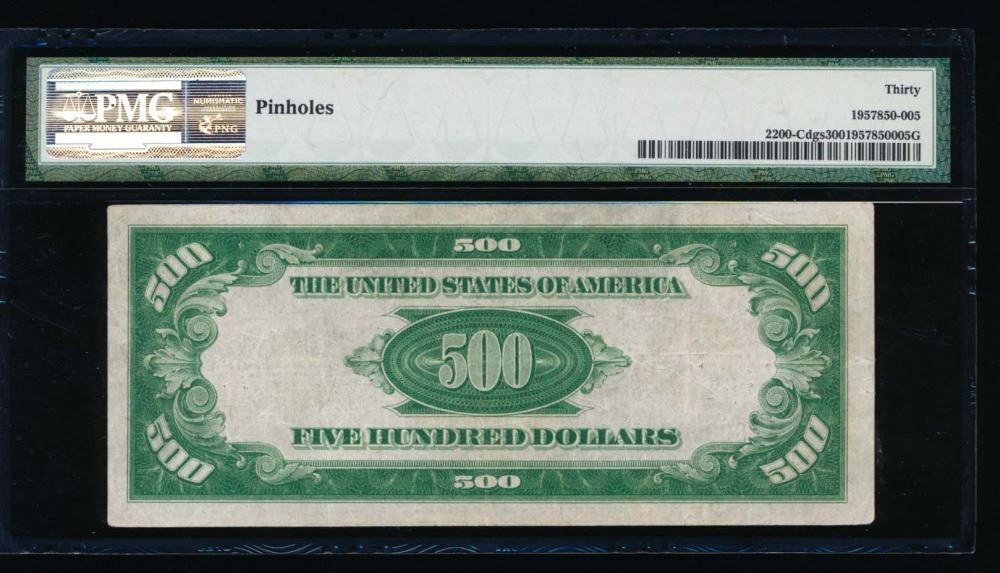 PMG
PAPER MONEY GUARANTY
NUMISMATIC
PNG
Pinholes
Thirty
1957850-005
2200-Cdgs3001957850005G
500
500 500
THE UNITED STATES OF AMERICA
500
FIVE HUNDRED DOLLARS
500 500
500